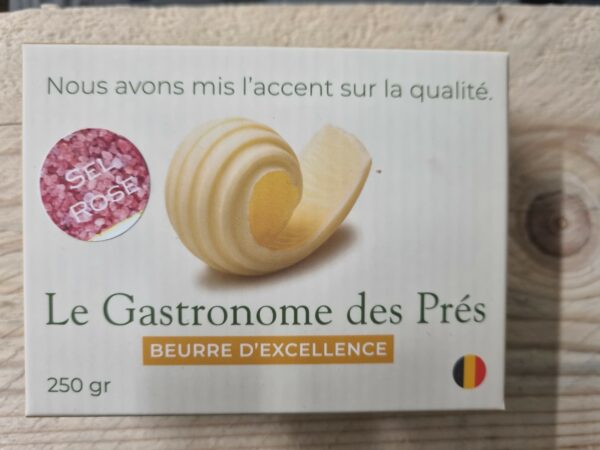 Nous avons mis l'accent sur la qualité.
SEL
ROSE
Le Gastronome des Prés
BEURRE D'EXCELLENCE
250 gr